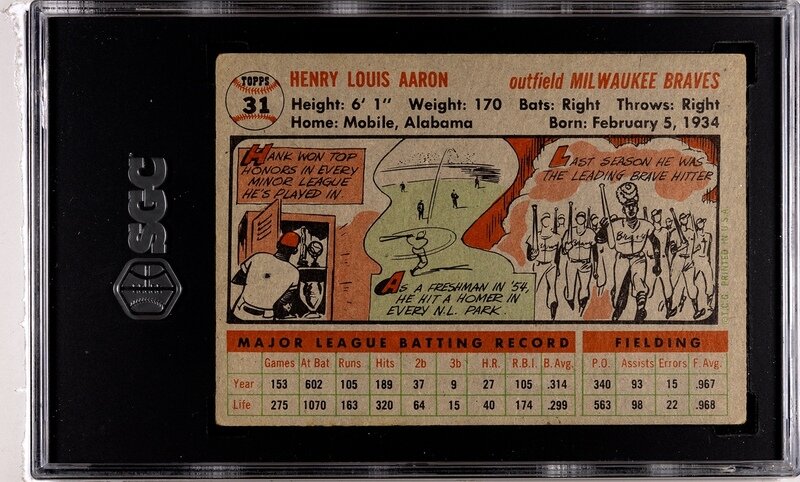 SGC
TOPPS
31
HENRY LOUIS AARON
outfield MILWAUKEE BRAVES
Height: 6' 1" Weight: 170 Bats: Right Throws: Right
Home: Mobile, Alabama Born: February 5, 1934
HANK WON TOP
HONORS IN EVERY
MINOR LEAGUE
HE'S PLAYED IN.
AS A FRESHMAN IN '54,
HE HIT A HOMER IN
EVERY N.L. PARK.
LAST SEASON HE WAS
THE LEADING BRAVE HITTER
Braves
PRINTED IN U.S.A.
MAJOR LEAGUE BATTING RECORD FIELDING
Games At Bat Runs Hits 2b 3b H.R. R.B.I. B. Avg. P.O. Assists Errors F. Avg.
Year 153 602 105 189 37 9 27 105 .314 340 93 15 .967
Life 275 1070 163 320 64 15 40 174 .299 563 98 22 .968